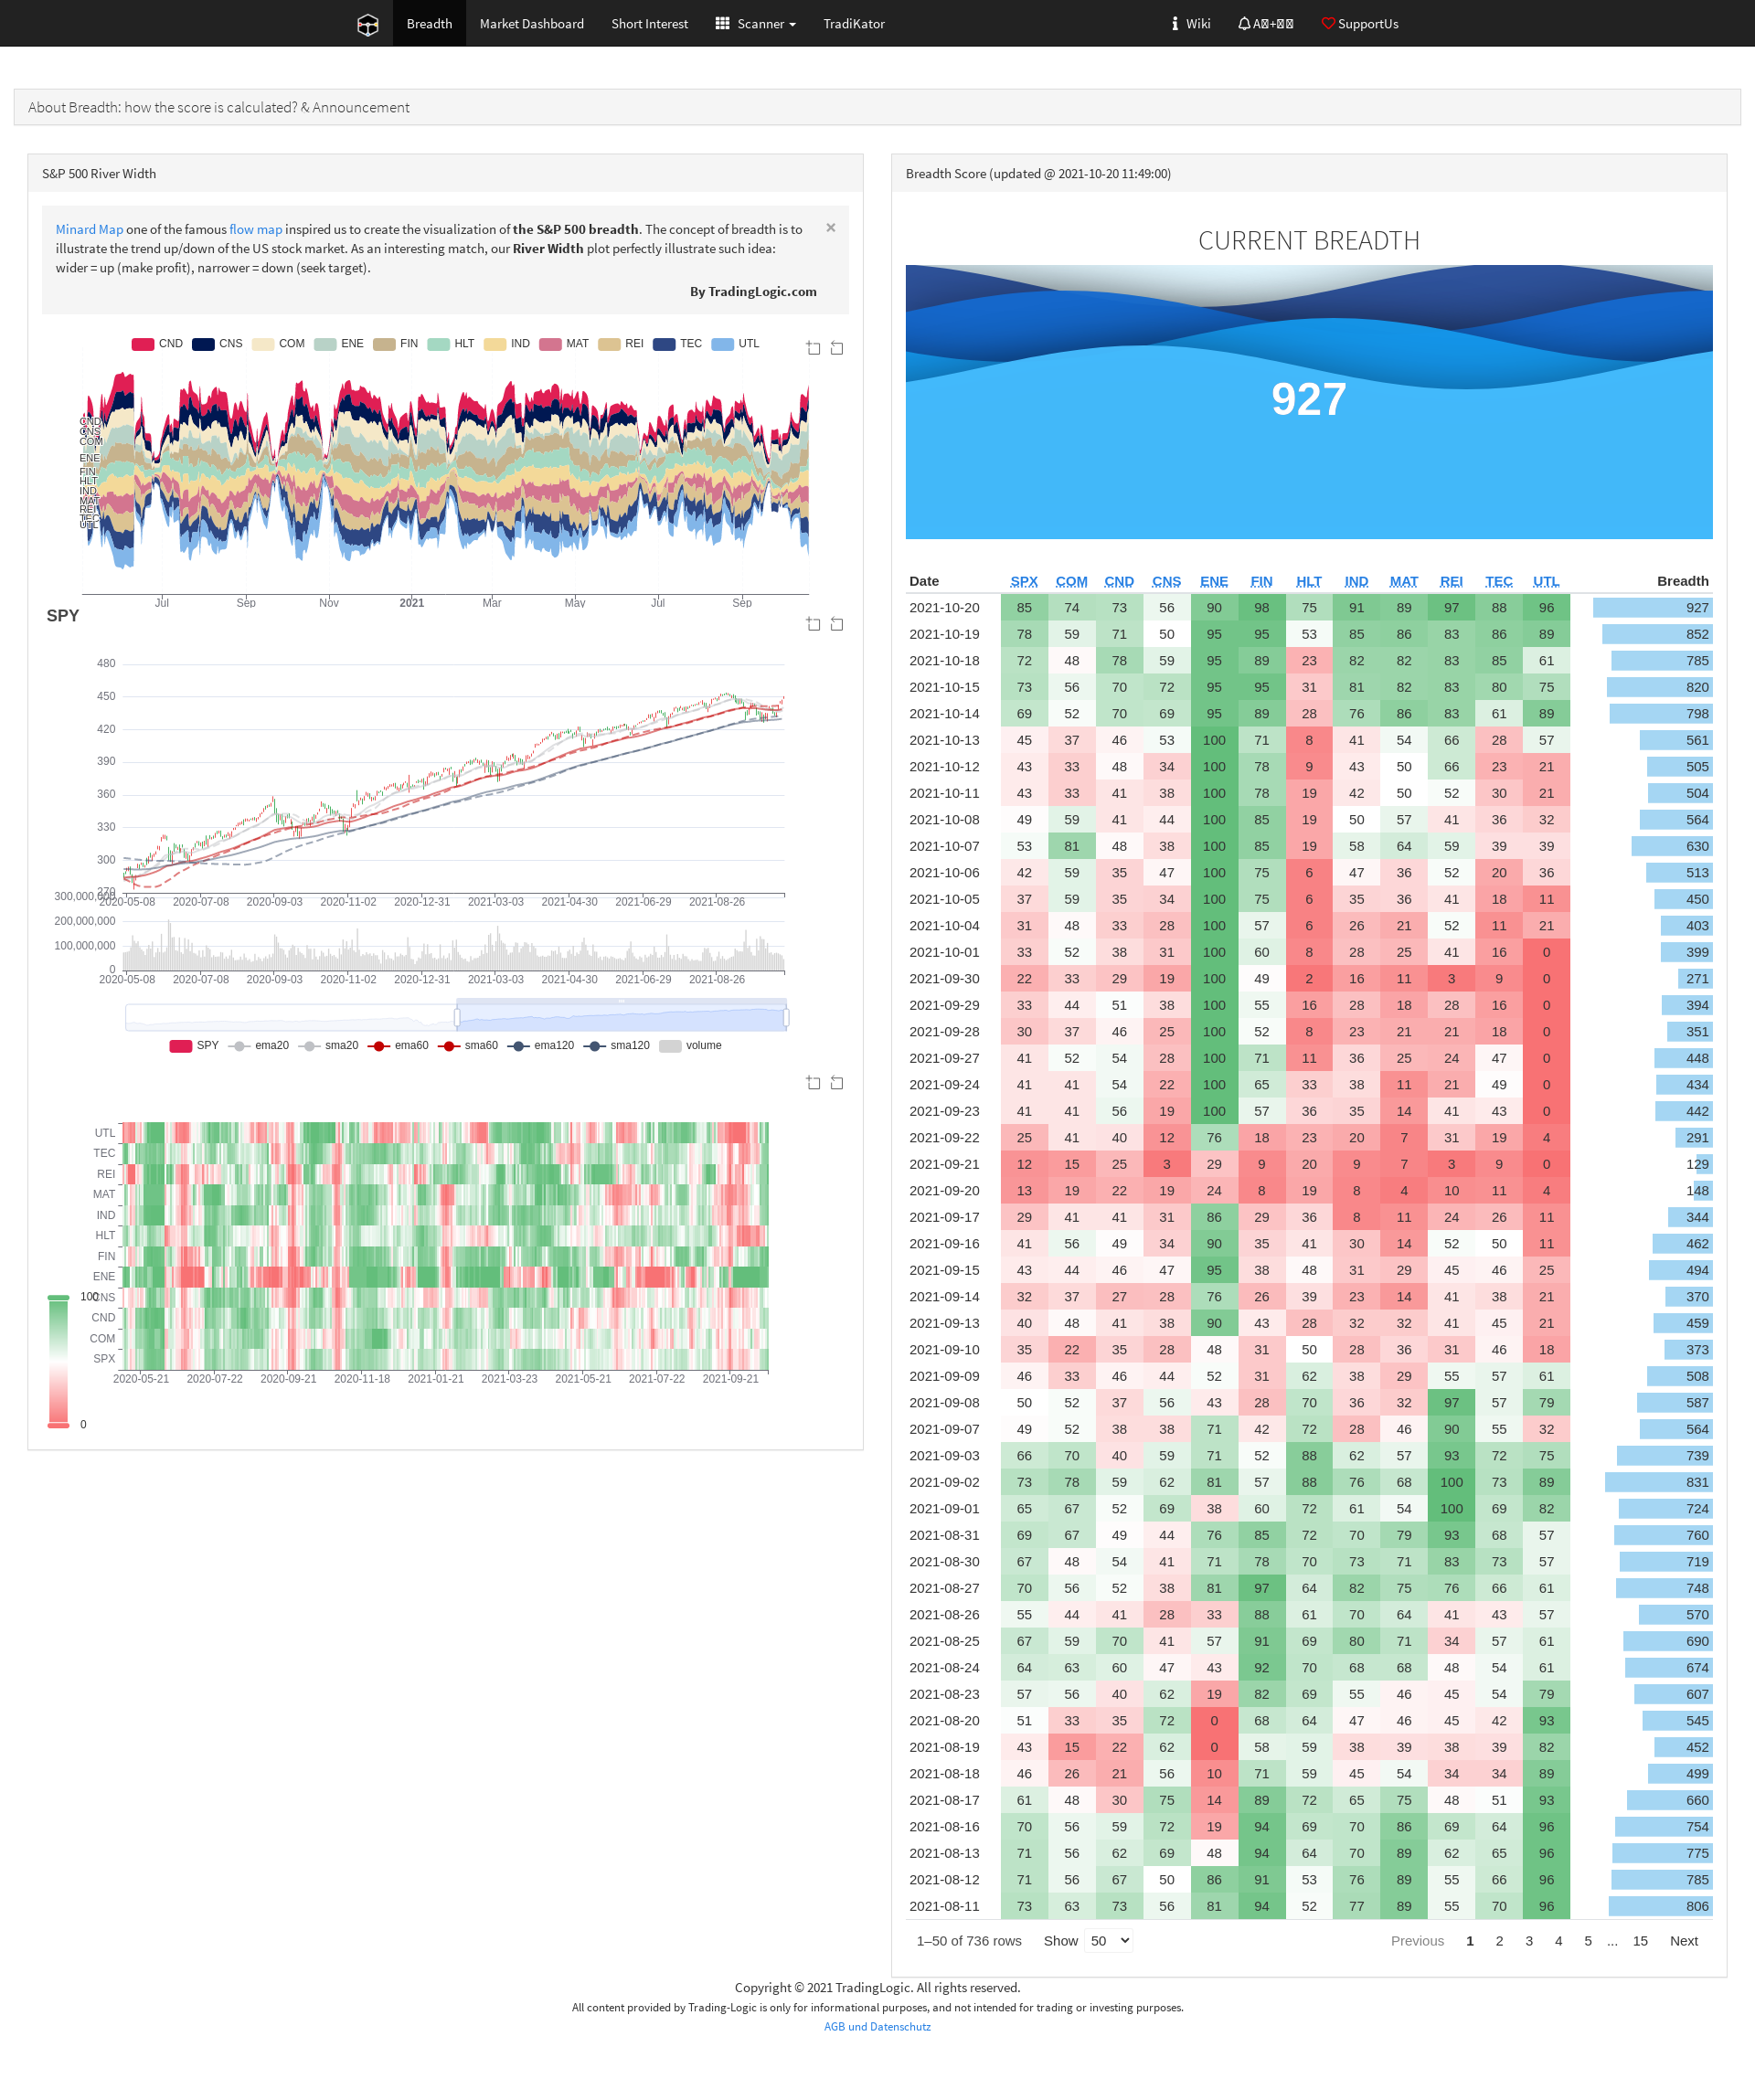 Breadth Market Dashboard Short Interest Scanner TradiKator Wiki SupportUs
About Breadth: how the score is calculated? & Announcement
S&P 500 River Width
Minard Map one of the famous flow map inspired us to create the visualization of the S&P 500 breadth. The concept of breadth is to
illustrate the trend up/down of the US stock market. As an interesting match, our River Width plot perfectly illustrate such idea:
wider = up (make profit), narrower = down (seek target).
×
By TradingLogic.com
CND CNS COM ENE FIN HLT IND MAT REI TEC UTL
CND
CNS
COM
ENE
FIN
HLT
IND
MAT
REI
TEC
UTL
Jul Sep Nov 2021 Mar May Jul Sep
SPY
480
450
420
390
360
330
300
270
2020-05-08 2020-07-08 2020-09-03 2020-11-02 2020-12-31 2021-03-03 2021-04-30 2021-06-29 2021-08-26
300,000,000
200,000,000
100,000,000
0
2020-05-08 2020-07-08 2020-09-03 2020-11-02 2020-12-31 2021-03-03 2021-04-30 2021-06-29 2021-08-26
SPY ema20 sma20 ema60 sma60 ema120 sma120 volume
UTL
TEC
REI
MAT
IND
HLT
FIN
ENE
CNS
CND
COM
SPX
2020-05-21 2020-07-22 2020-09-21 2020-11-18 2021-01-21 2021-03-23 2021-05-21 2021-07-22 2021-09-21
100
0
Breadth Score (updated @ 2021-10-20 11:49:00)
CURRENT BREADTH
927
Date SPX COM CND CNS ENE FIN HLT IND MAT REI TEC UTL Breadth
2021-10-20 85 74 73 56 90 98 75 91 89 97 88 96 927
2021-10-19 78 59 71 50 95 95 53 85 86 83 86 89 852
2021-10-18 72 48 78 59 95 89 23 82 82 83 85 61 785
2021-10-15 73 56 70 72 95 95 31 81 82 83 80 75 820
2021-10-14 69 52 70 69 95 89 28 76 86 83 61 89 798
2021-10-13 45 37 46 53 100 71 8 41 54 66 28 57 561
2021-10-12 43 33 48 34 100 78 9 43 50 66 23 21 505
2021-10-11 43 33 41 38 100 78 19 42 50 52 30 21 504
2021-10-08 49 59 41 44 100 85 19 50 57 41 36 32 564
2021-10-07 53 81 48 38 100 85 19 58 64 59 39 39 630
2021-10-06 42 59 35 47 100 75 6 47 36 52 20 36 513
2021-10-05 37 59 35 34 100 75 6 35 36 41 18 11 450
2021-10-04 31 48 33 28 100 57 6 26 21 52 11 21 403
2021-10-01 33 52 38 31 100 60 8 28 25 41 16 0 399
2021-09-30 22 33 29 19 100 49 2 16 11 3 9 0 271
2021-09-29 33 44 51 38 100 55 16 28 18 28 16 0 394
2021-09-28 30 37 46 25 100 52 8 23 21 21 18 0 351
2021-09-27 41 52 54 28 100 71 11 36 25 24 47 0 448
2021-09-24 41 41 54 22 100 65 33 38 11 21 49 0 434
2021-09-23 41 41 56 19 100 57 36 35 14 41 43 0 442
2021-09-22 25 41 40 12 76 18 23 20 7 31 19 4 291
2021-09-21 12 15 25 3 29 9 20 9 7 3 9 0 129
2021-09-20 13 19 22 19 24 8 19 8 4 10 11 4 148
2021-09-17 29 41 41 31 86 29 36 8 11 24 26 11 344
2021-09-16 41 56 49 34 90 35 41 30 14 52 50 11 462
2021-09-15 43 44 46 47 95 38 48 31 29 45 46 25 494
2021-09-14 32 37 27 28 76 26 39 23 14 41 38 21 370
2021-09-13 40 48 41 38 90 43 28 32 32 41 45 21 459
2021-09-10 35 22 35 28 48 31 50 28 36 31 46 18 373
2021-09-09 46 33 46 44 52 31 62 38 29 55 57 61 508
2021-09-08 50 52 37 56 43 28 70 36 32 97 57 79 587
2021-09-07 49 52 38 38 71 42 72 28 46 90 55 32 564
2021-09-03 66 70 40 59 71 52 88 62 57 93 72 75 739
2021-09-02 73 78 59 62 81 57 88 76 68 100 73 89 831
2021-09-01 65 67 52 69 38 60 72 61 54 100 69 82 724
2021-08-31 69 67 49 44 76 85 72 70 79 93 68 57 760
2021-08-30 67 48 54 41 71 78 70 73 71 83 73 57 719
2021-08-27 70 56 52 38 81 97 64 82 75 76 66 61 748
2021-08-26 55 44 41 28 33 88 61 70 64 41 43 57 570
2021-08-25 67 59 70 41 57 91 69 80 71 34 57 61 690
2021-08-24 64 63 60 47 43 92 70 68 68 48 54 61 674
2021-08-23 57 56 40 62 19 82 69 55 46 45 54 79 607
2021-08-20 51 33 35 72 0 68 64 47 46 45 42 93 545
2021-08-19 43 15 22 62 0 58 59 38 39 38 39 82 452
2021-08-18 46 26 21 56 10 71 59 45 54 34 34 89 499
2021-08-17 61 48 30 75 14 89 72 65 75 48 51 93 660
2021-08-16 70 56 59 72 19 94 69 70 86 69 64 96 754
2021-08-13 71 56 62 69 48 94 64 70 89 62 65 96 775
2021-08-12 71 56 67 50 86 91 53 76 89 55 66 96 785
2021-08-11 73 63 73 56 81 94 52 77 89 55 70 96 806
1–50 of 736 rows Show 50 Previous 1 2 3 4 5 ... 15 Next
Copyright © 2021 TradingLogic. All rights reserved.
All content provided by Trading-Logic is only for informational purposes, and not intended for trading or investing purposes.
AGB und Datenschutz